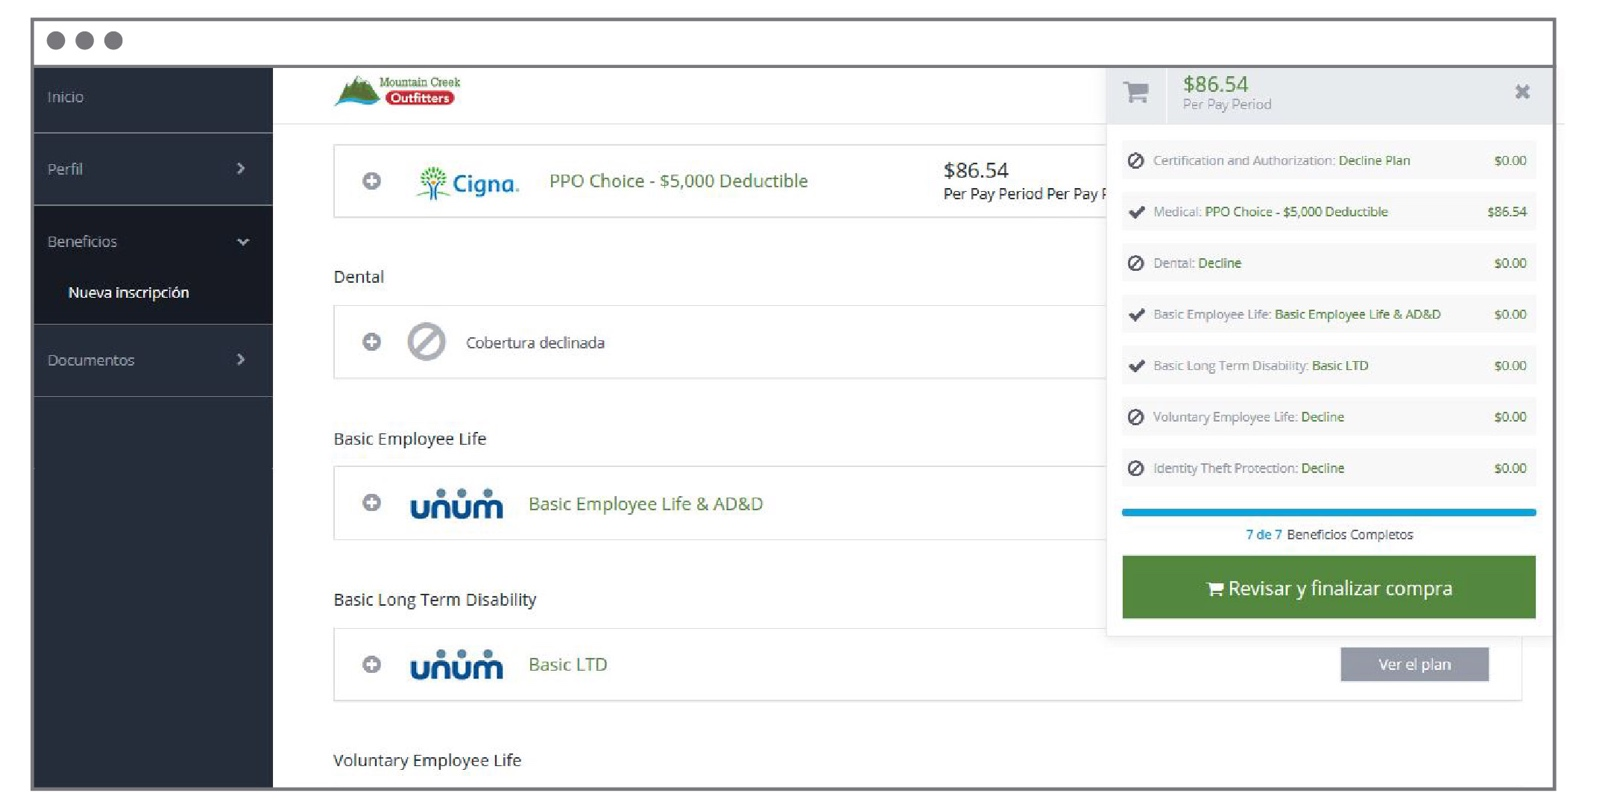 Inicio
Perfil
Beneficios
Nueva inscripción
Documentos
Mountain Creek
Outfitters
Cigna.
PPO Choice - $5,000 Deductible
$86.54
Per Pay Period Per Pay P
Dental
Cobertura declinada
Basic Employee Life
unum
Basic Employee Life & AD&D
Basic Long Term Disability
unum
Basic LTD
Ver el plan
Voluntary Employee Life
$86.54
Per Pay Period
Certification and Authorization: Decline Plan $0.00
Medical: PPO Choice - $5,000 Deductible $86.54
Dental: Decline $0.00
Basic Employee Life: Basic Employee Life & AD&D $0.00
Basic Long Term Disability: Basic LTD $0.00
Voluntary Employee Life: Decline $0.00
Identity Theft Protection: Decline $0.00
7 de 7 Beneficios Completos
Revisar y finalizar compra